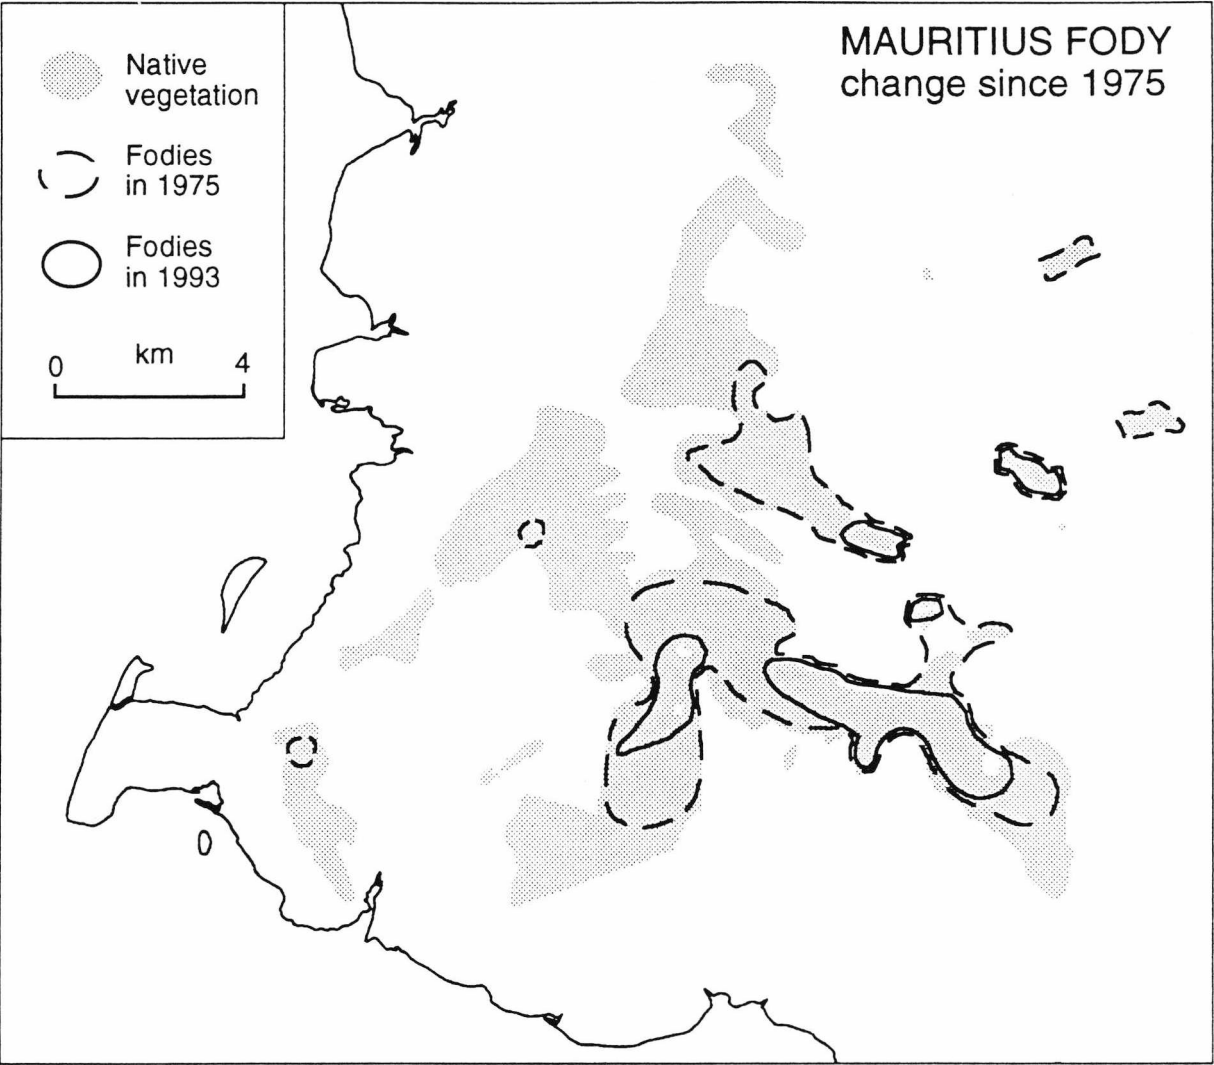 MAURITIUS FODY
change since 1975
Native
vegetation
Fodies
in 1975
Fodies
in 1993
0 km 4